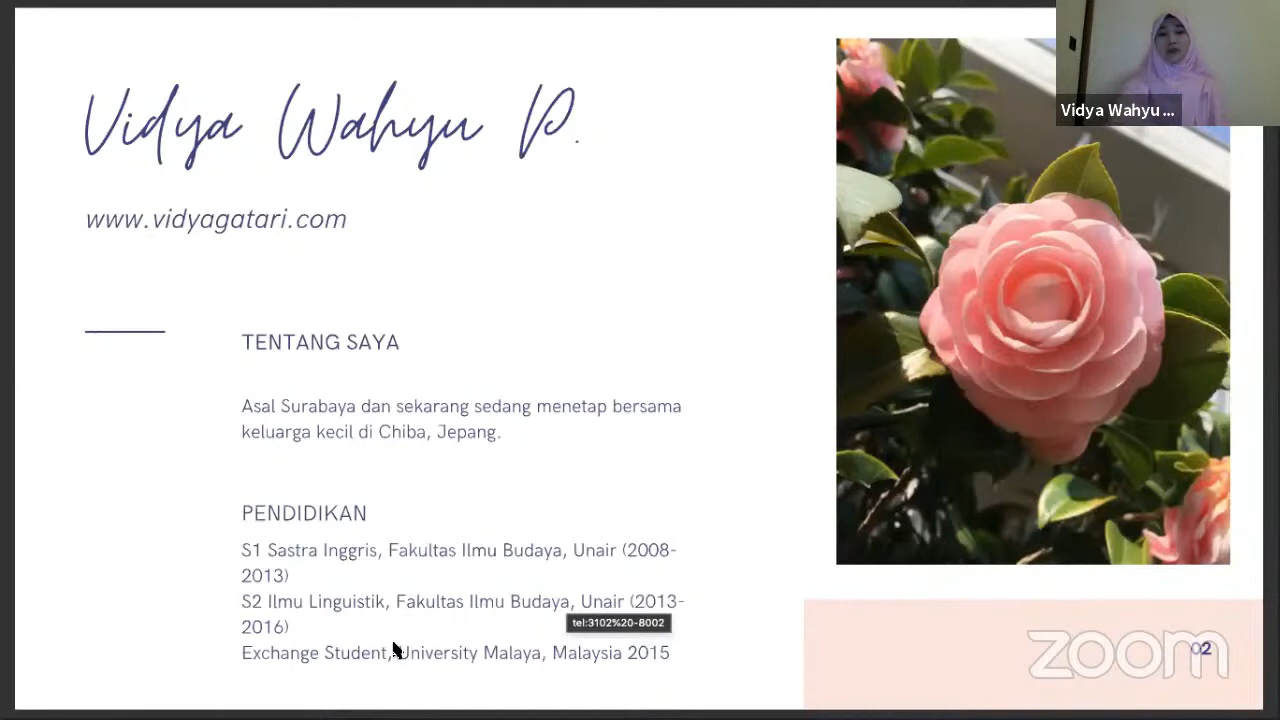 Vidya Wahyu P.
www.vidyagatari.com
TENTANG SAYA
Asal Surabaya dan sekarang sedang menetap bersama
keluarga kecil di Chiba, Jepang.
PENDIDIKAN
S1 Sastra Inggris, Fakultas Ilmu Budaya, Unair (2008-
2013)
S2 Ilmu Linguistik, Fakultas Ilmu Budaya, Unair (2013-
2016)
tel:3102%20-8002
Exchange Student, University Malaya, Malaysia 2015
Vidya Wahyu ...
zoom
02